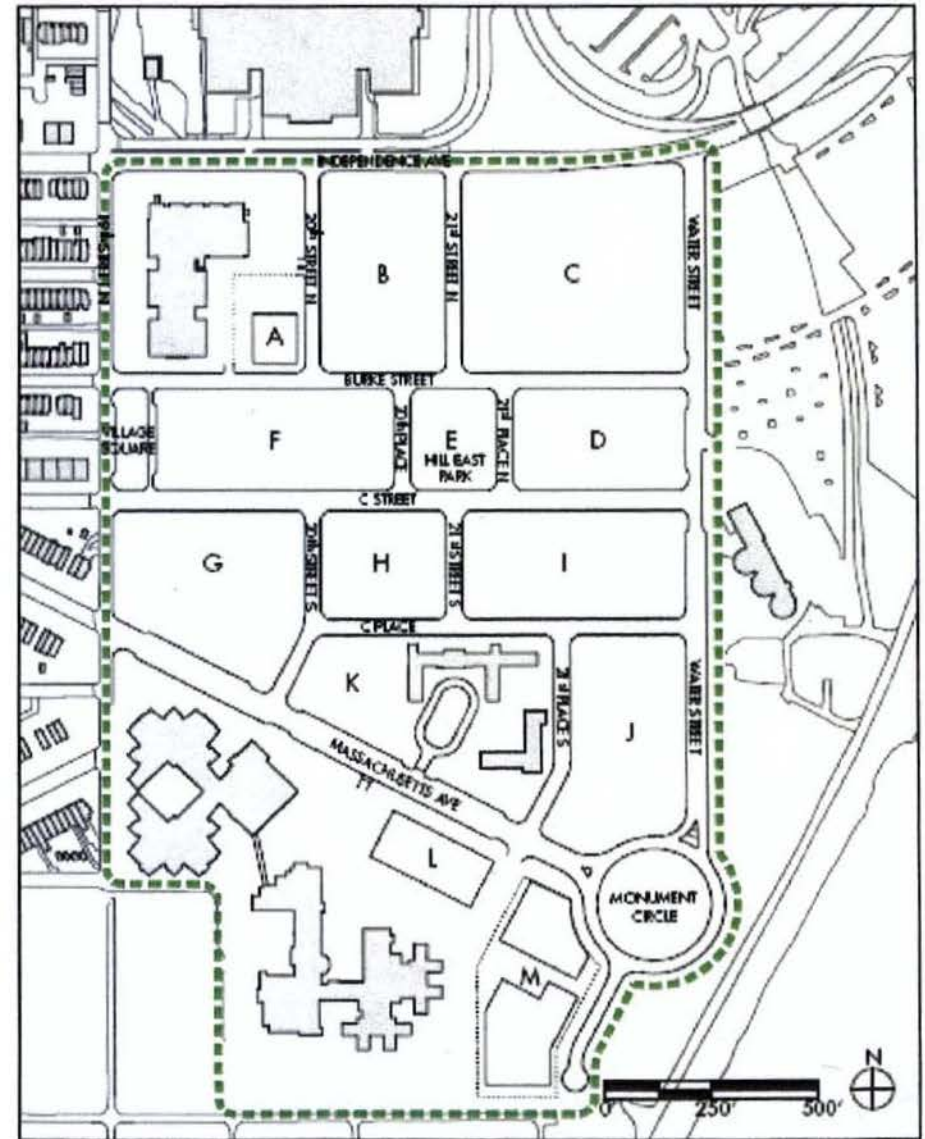 INDEPENDENCE AVE
19th STREET N
20th STREET N
21st STREET N
WATER STREET
A
B
C
BURKE STREET
VILLAGE
SQUARE
F
20th PLACE
E
HILL EAST
PARK
21st PLACE N
D
C STREET
G
20th STREET S
H
21st STREET S
I
C PLACE
K
21st PLACE S
J
WATER STREET
MASSACHUSETTS AVE
L
MONUMENT
CIRCLE
M
N
0' 250' 500'